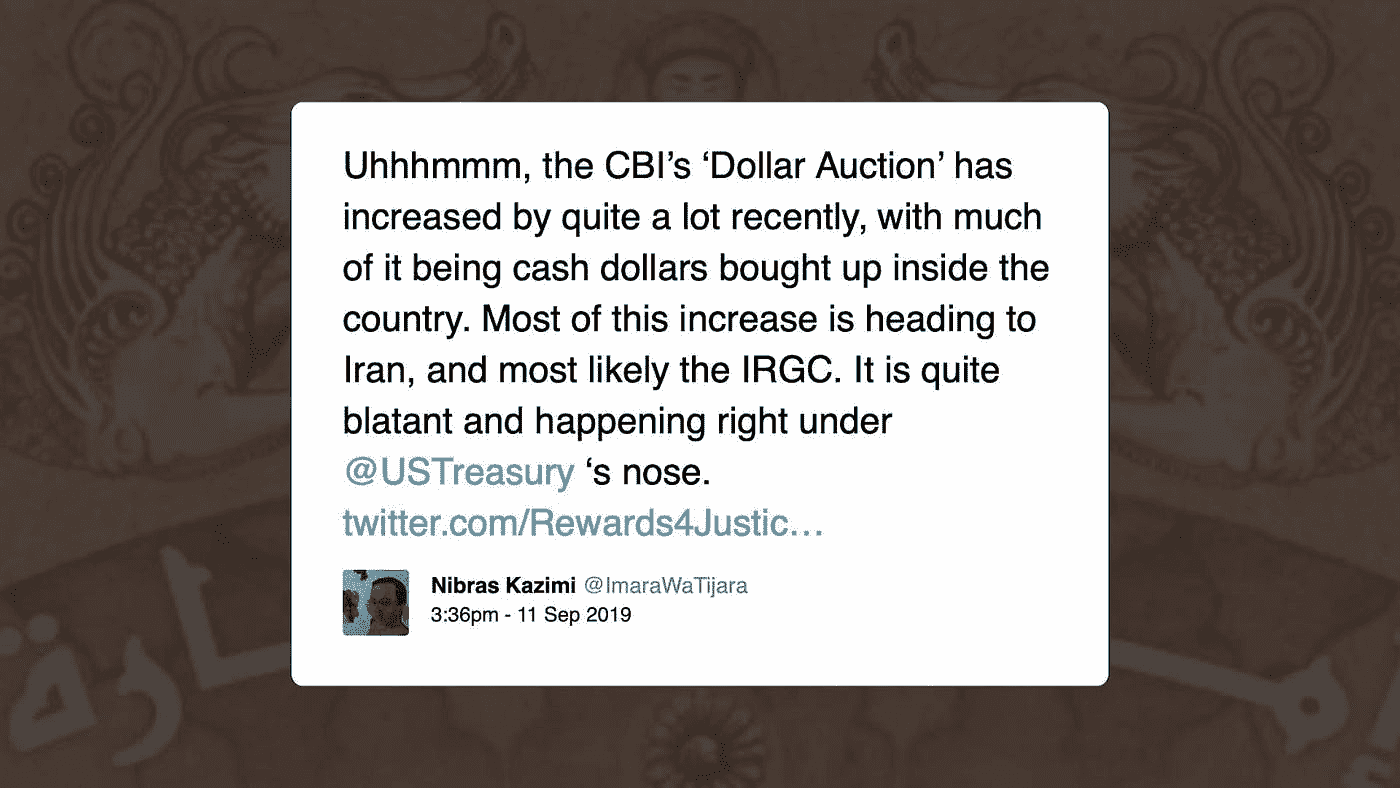 Uhhhmmm, the CBI’s ‘Dollar Auction’ has
increased by quite a lot recently, with much
of it being cash dollars bought up inside the
country. Most of this increase is heading to
Iran, and most likely the IRGC. It is quite
blatant and happening right under
@USTreasury ‘s nose.
twitter.com/Rewards4Justic…
Nibras Kazimi @ImaraWaTijara
3:36pm - 11 Sep 2019